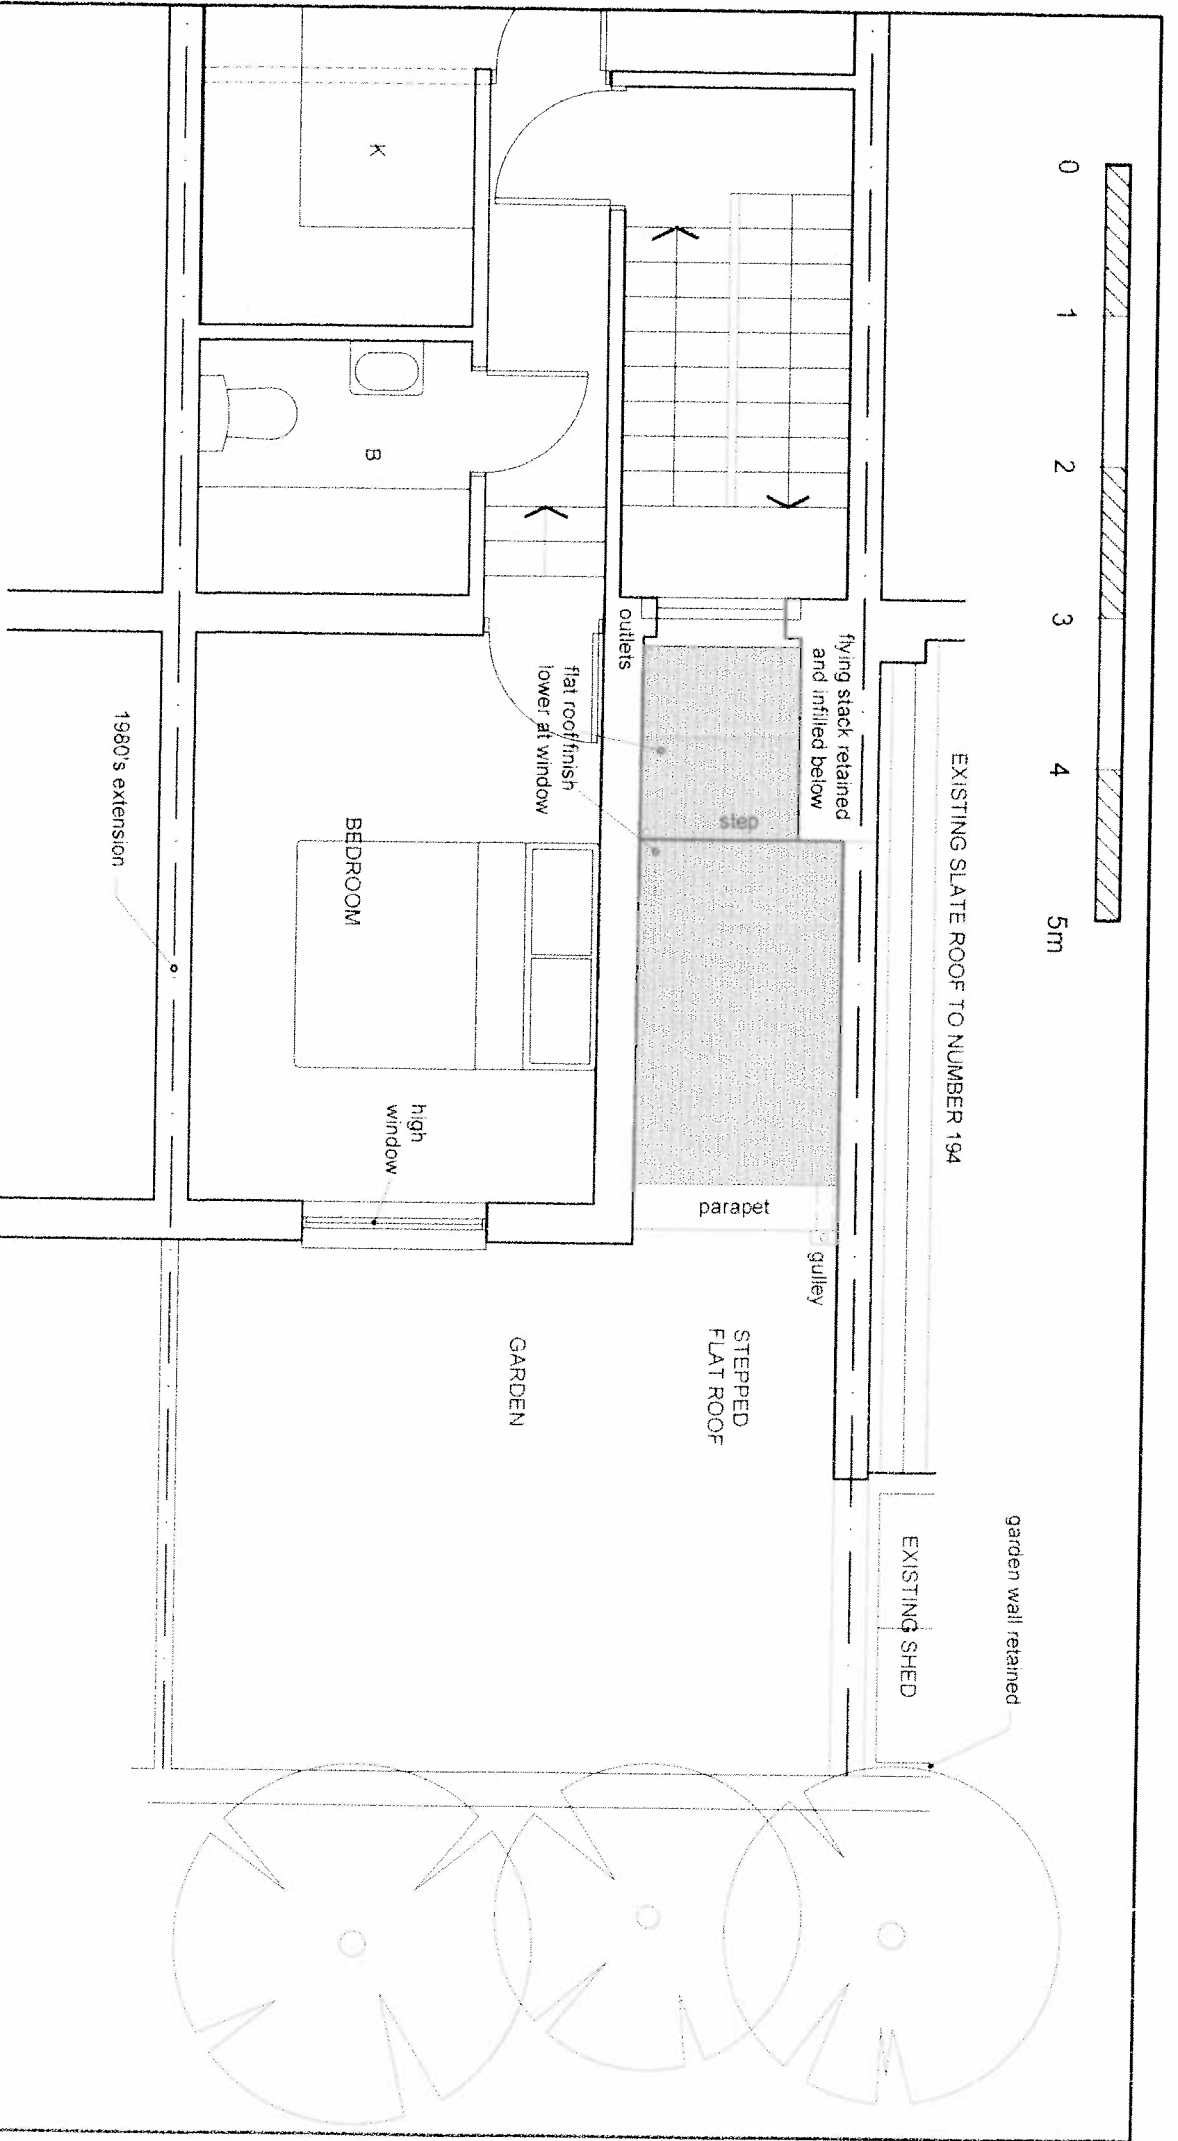 0
1
2
3
4
5m
EXISTING SLATE ROOF TO NUMBER 194
garden wall retained
EXISTING SHED
flying stack retained
and infilled below
gulley
step
parapet
STEPPED
FLAT ROOF
outlets
flat roof finish
lower at window
GARDEN
high
window
K
B
BEDROOM
1980's extension